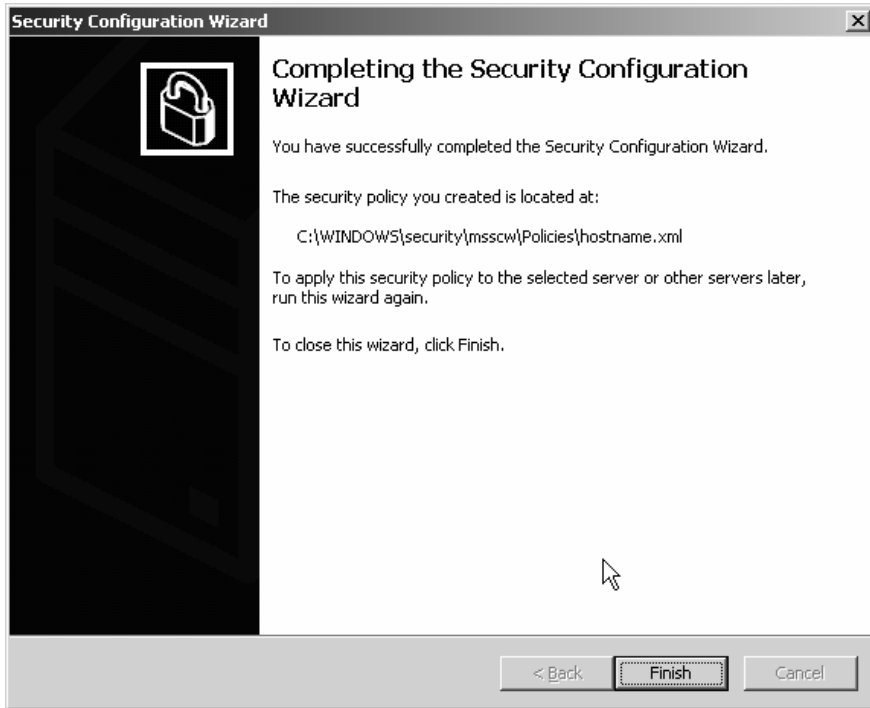 Security Configuration Wizard
Completing the Security Configuration
Wizard
You have successfully completed the Security Configuration Wizard.
The security policy you created is located at:
C:\WINDOWS\security\msscw\Policies\hostname.xml
To apply this security policy to the selected server or other servers later,
run this wizard again.
To close this wizard, click Finish.
< Back Finish Cancel